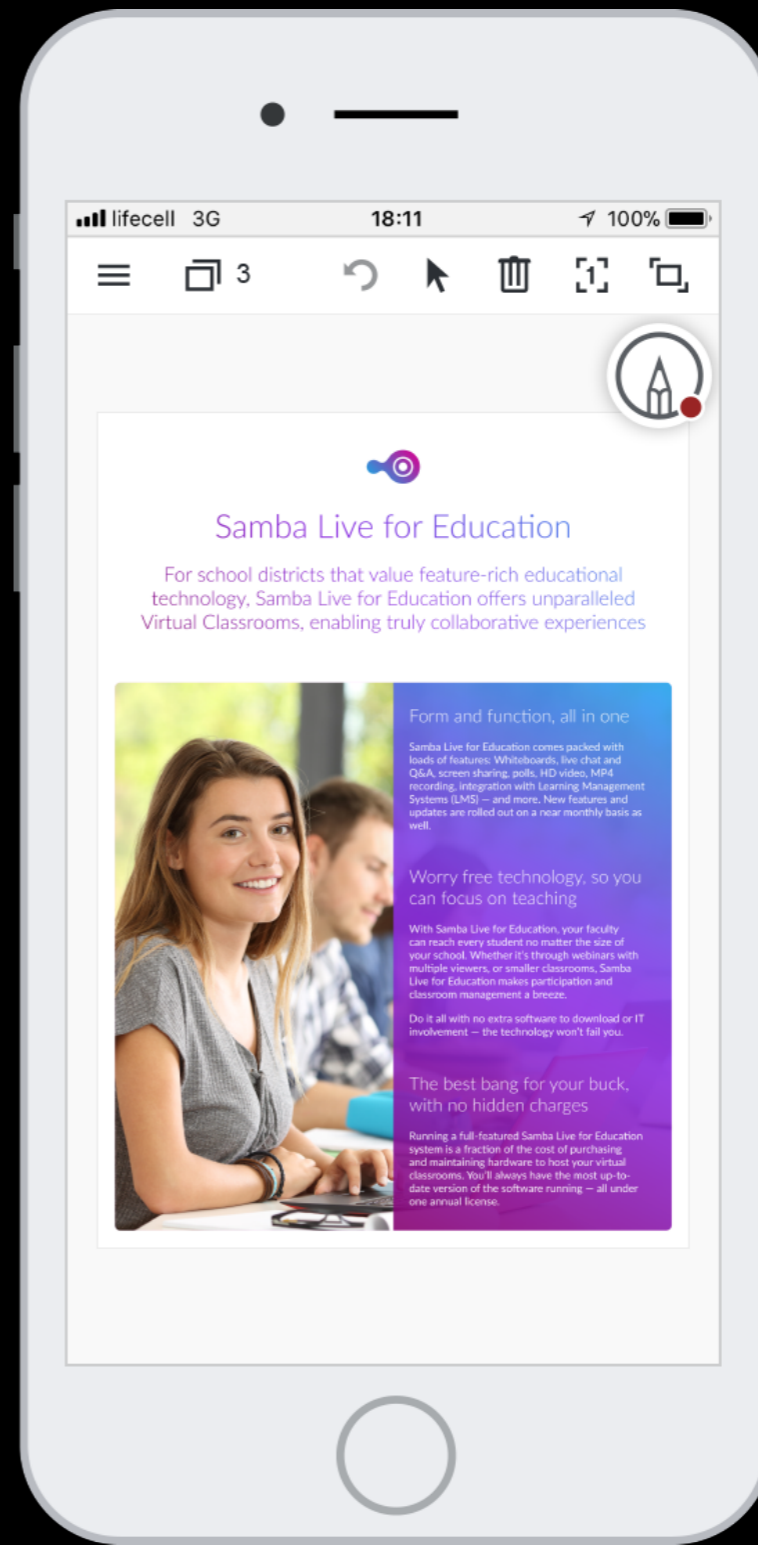 lifecell 3G 18:11 100%
3
1
Samba Live for Education
For school districts that value feature-rich educational
technology, Samba Live for Education offers unparalleled
Virtual Classrooms, enabling truly collaborative experiences
Form and function, all in one
Samba Live for Education comes packed with
loads of features: Whiteboards, live chat and
Q&A, screen sharing, polls, HD video, MP4
recording, integration with Learning Management
Systems (LMS) — and more. New features and
updates are rolled out on a near monthly basis as
well.
Worry free technology, so you
can focus on teaching
With Samba Live for Education, your faculty
can reach every student no matter the size of
your school. Whether it's through webinars with
multiple viewers, or smaller classrooms, Samba
Live for Education makes participation and
classroom management a breeze.
Do it all with no extra software to download or IT
involvement — the technology won't fail you.
The best bang for your buck,
with no hidden charges
Running a full-featured Samba Live for Education
system is a fraction of the cost of purchasing
and maintaining hardware to host your virtual
classrooms. You'll always have the most up-to-
date version of the software running — all under
one annual license.